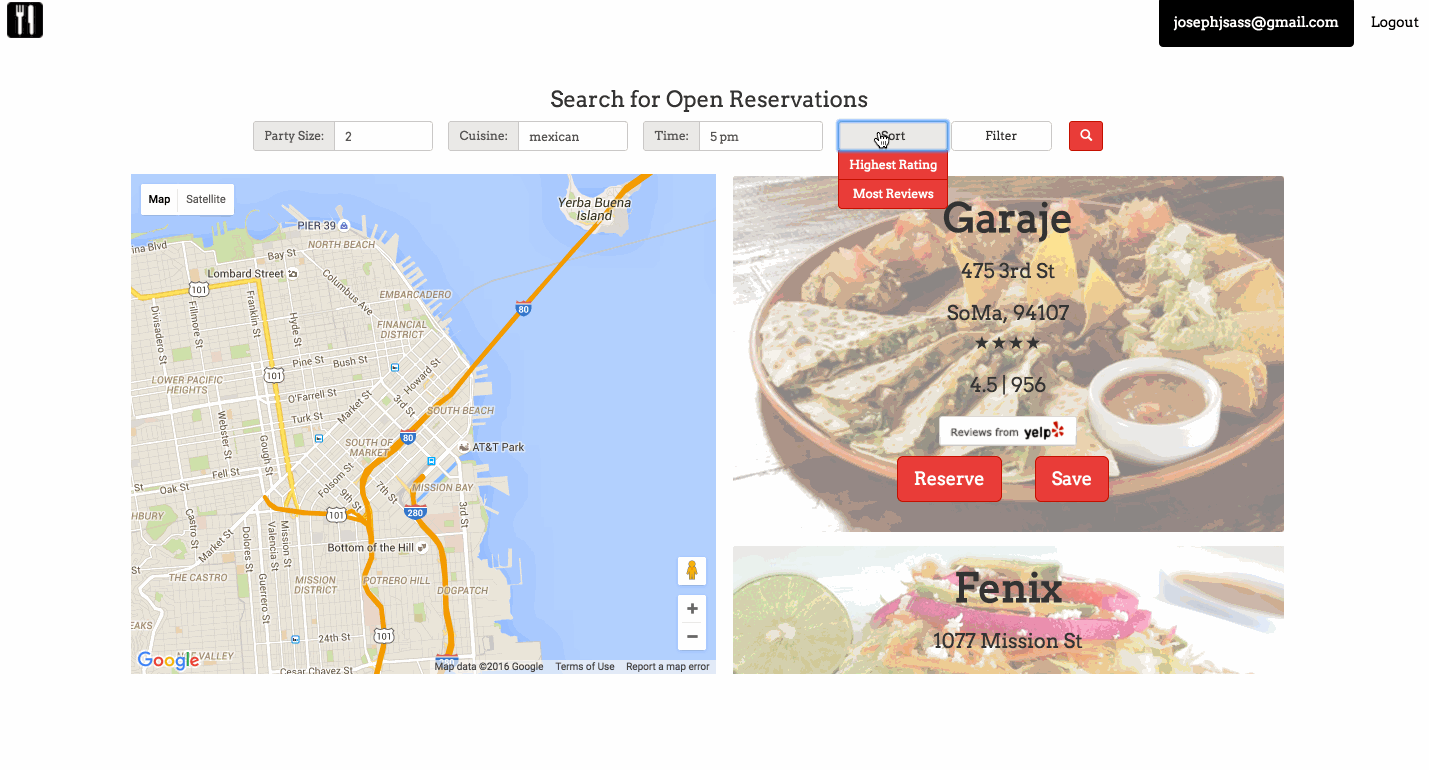 josephjsass@gmail.com
Logout
Search for Open Reservations
Party Size: 2
Cuisine: mexican
Time: 5 pm
Sort
Filter
Highest Rating
Most Reviews
Map
Satellite
Yerba Buena
Island
PIER 39
NORTH BEACH
Bay St
Lombard Street
101
Columbus Ave
EMBARCADERO
80
Franklin St
Hyde St
Fillmore St
Divisadero St
FINANCIAL
DISTRICT
Pine St
Bush St
101
LOWER PACIFIC
HEIGHTS
Howard St
O'Farrell St
Market St
3rd St
SOUTH BEACH
Turk St
Webster St
Gough St
SOUTH OF
MARKET
80
AT&T Park
Fell St
Oak St
Folsom St
9th St
7th St
MISSION BAY
HBURY
101
280
3rd St
Castro St
Market St
Dolores St
Valencia St
Mission St
Guerrero St
Bottom of the Hill
THE CASTRO
MISSION
DISTRICT
POTRERO HILL
DOGPATCH
24th St
101
Cesar Chavez St
Google
Map data ©2016 Google
Terms of Use
Report a map error
Garaje
475 3rd St
SoMa, 94107
★★★★
4.5 | 956
Reviews from yelp
Reserve
Save
Fenix
1077 Mission St